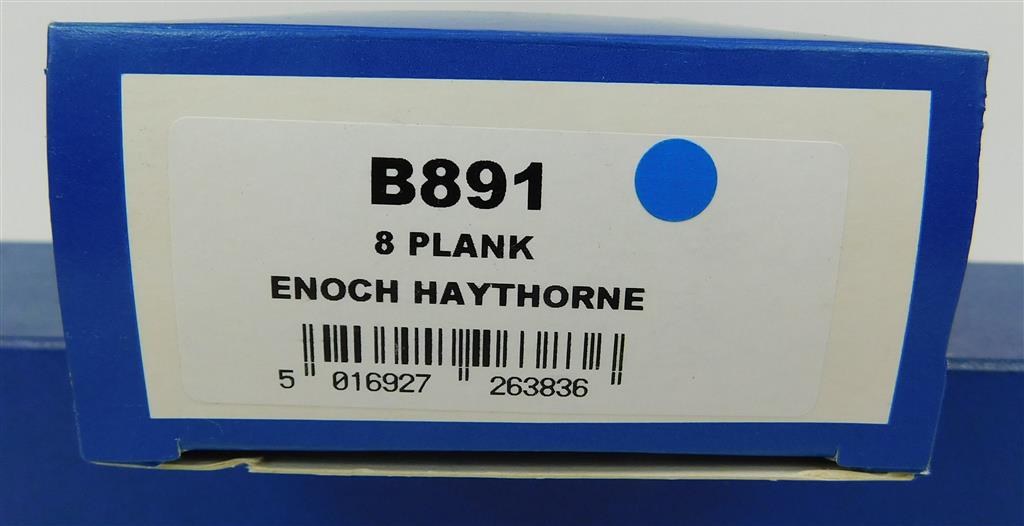 B891
8 PLANK
ENOCH HAYTHORNE
5 016927 263836